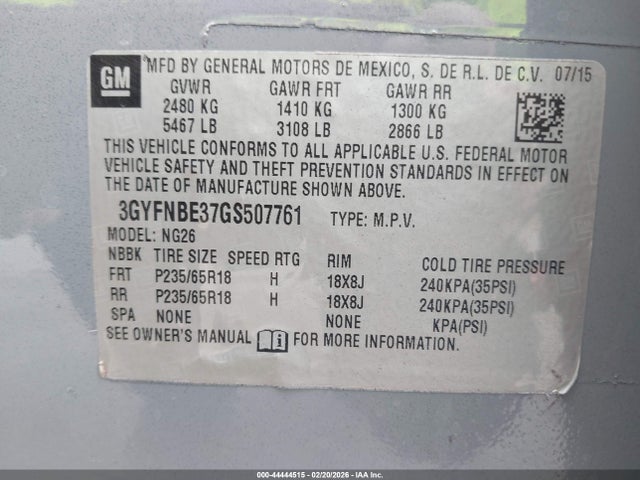 GM
MFD BY GENERAL MOTORS DE MEXICO, S. DE R.L. DE C.V. 07/15
GVWR GAWR FRT GAWR RR
2480 KG 1410 KG 1300 KG
5467 LB 3108 LB 2866 LB
THIS VEHICLE CONFORMS TO ALL APPLICABLE U.S. FEDERAL MOTOR
VEHICLE SAFETY AND THEFT PREVENTION STANDARDS IN EFFECT ON
THE DATE OF MANUFACTURE SHOWN ABOVE.
3GYFNBE37GS507761 TYPE: M.P.V.
MODEL: NG26
NBBK TIRE SIZE SPEED RTG RIM COLD TIRE PRESSURE
FRT P235/65R18 H 18X8J 240KPA(35PSI)
RR P235/65R18 H 18X8J 240KPA(35PSI)
SPA NONE NONE KPA(PSI)
SEE OWNER'S MANUAL FOR MORE INFORMATION.
000-44444515 - 02/20/2026 - IAA Inc.